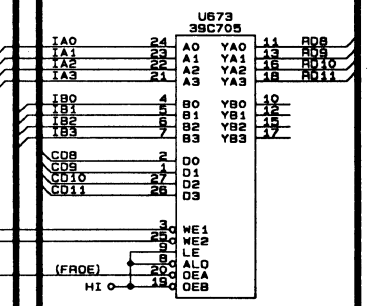 U673
39C705
IA0 24 A0 YA0 11 RD8
IA1 23 A1 YA1 13 RD9
IA2 22 A2 YA2 16 RD10
IA3 21 A3 YA3 18 RD11
IB0 4 B0 YB0 10
IB1 5 B1 YB1 12
IB2 6 B2 YB2 15
IB3 7 B3 YB3 17
CD8 2 D0
CD9 1 D1
CD10 27 D2
CD11 26 D3
3 WE1
25 WE2
9 LE
8 ALO
(FROE) 20 OEA
HI 19 OEB